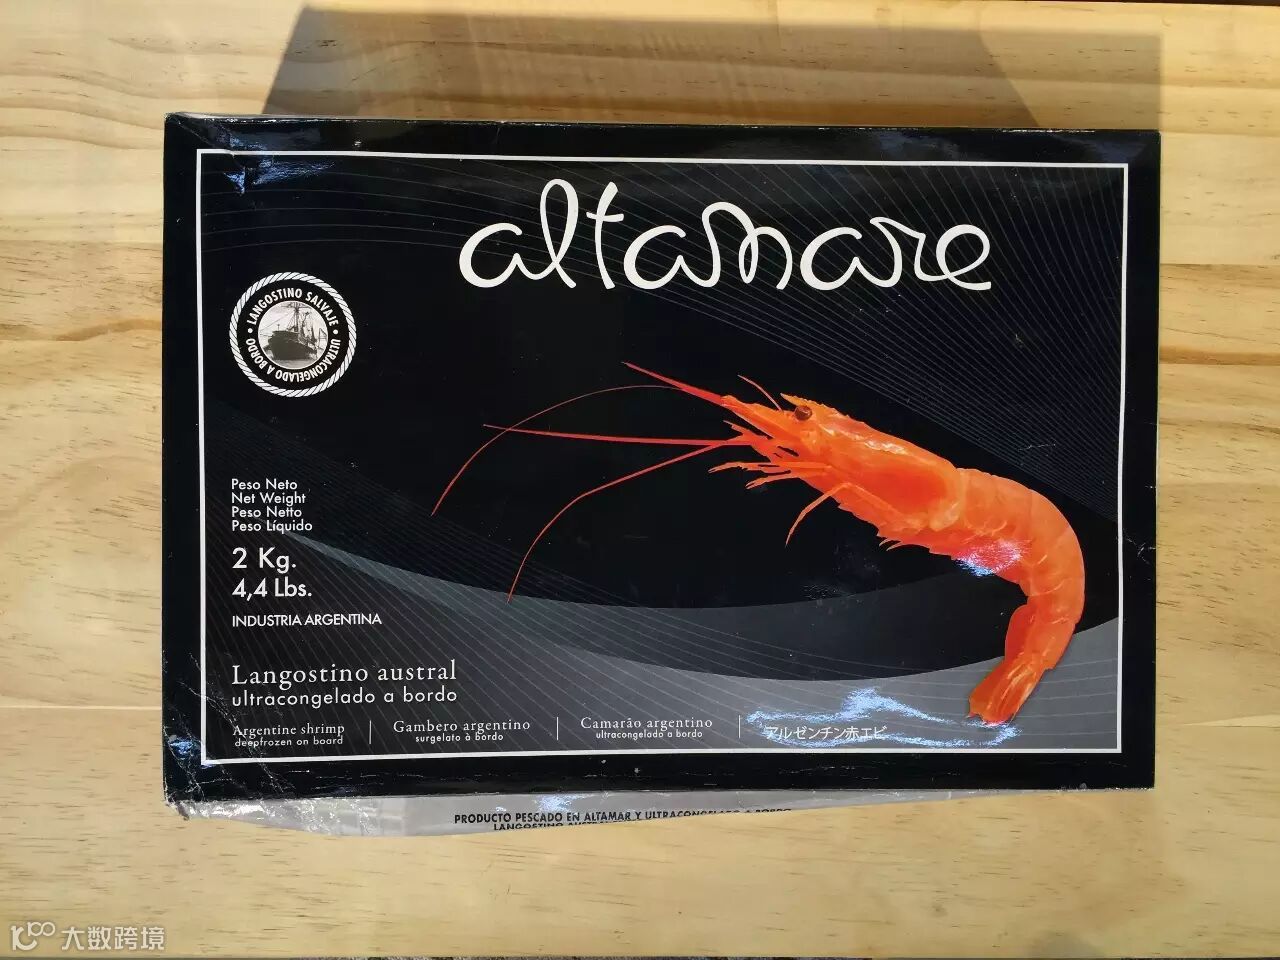 altamare
LANGOSTINO SALVAJE • ULTRACONGELADO A BORDO •
Peso Neto
Net Weight
Peso Netto
Peso Líquido
2 Kg.
4,4 Lbs.
INDUSTRIA ARGENTINA
Langostino austral
ultracongelado a bordo
Argentine shrimp
deepfrozen on board
Gambero argentino
surgelato à bordo
Camarão argentino
ultracongelado a bordo
アルゼンチン赤エビ
PRODUCTO PESCADO EN ALTAMAR Y ULTRACONGELADO A BORDO
LANGOSTINO
大数跨境